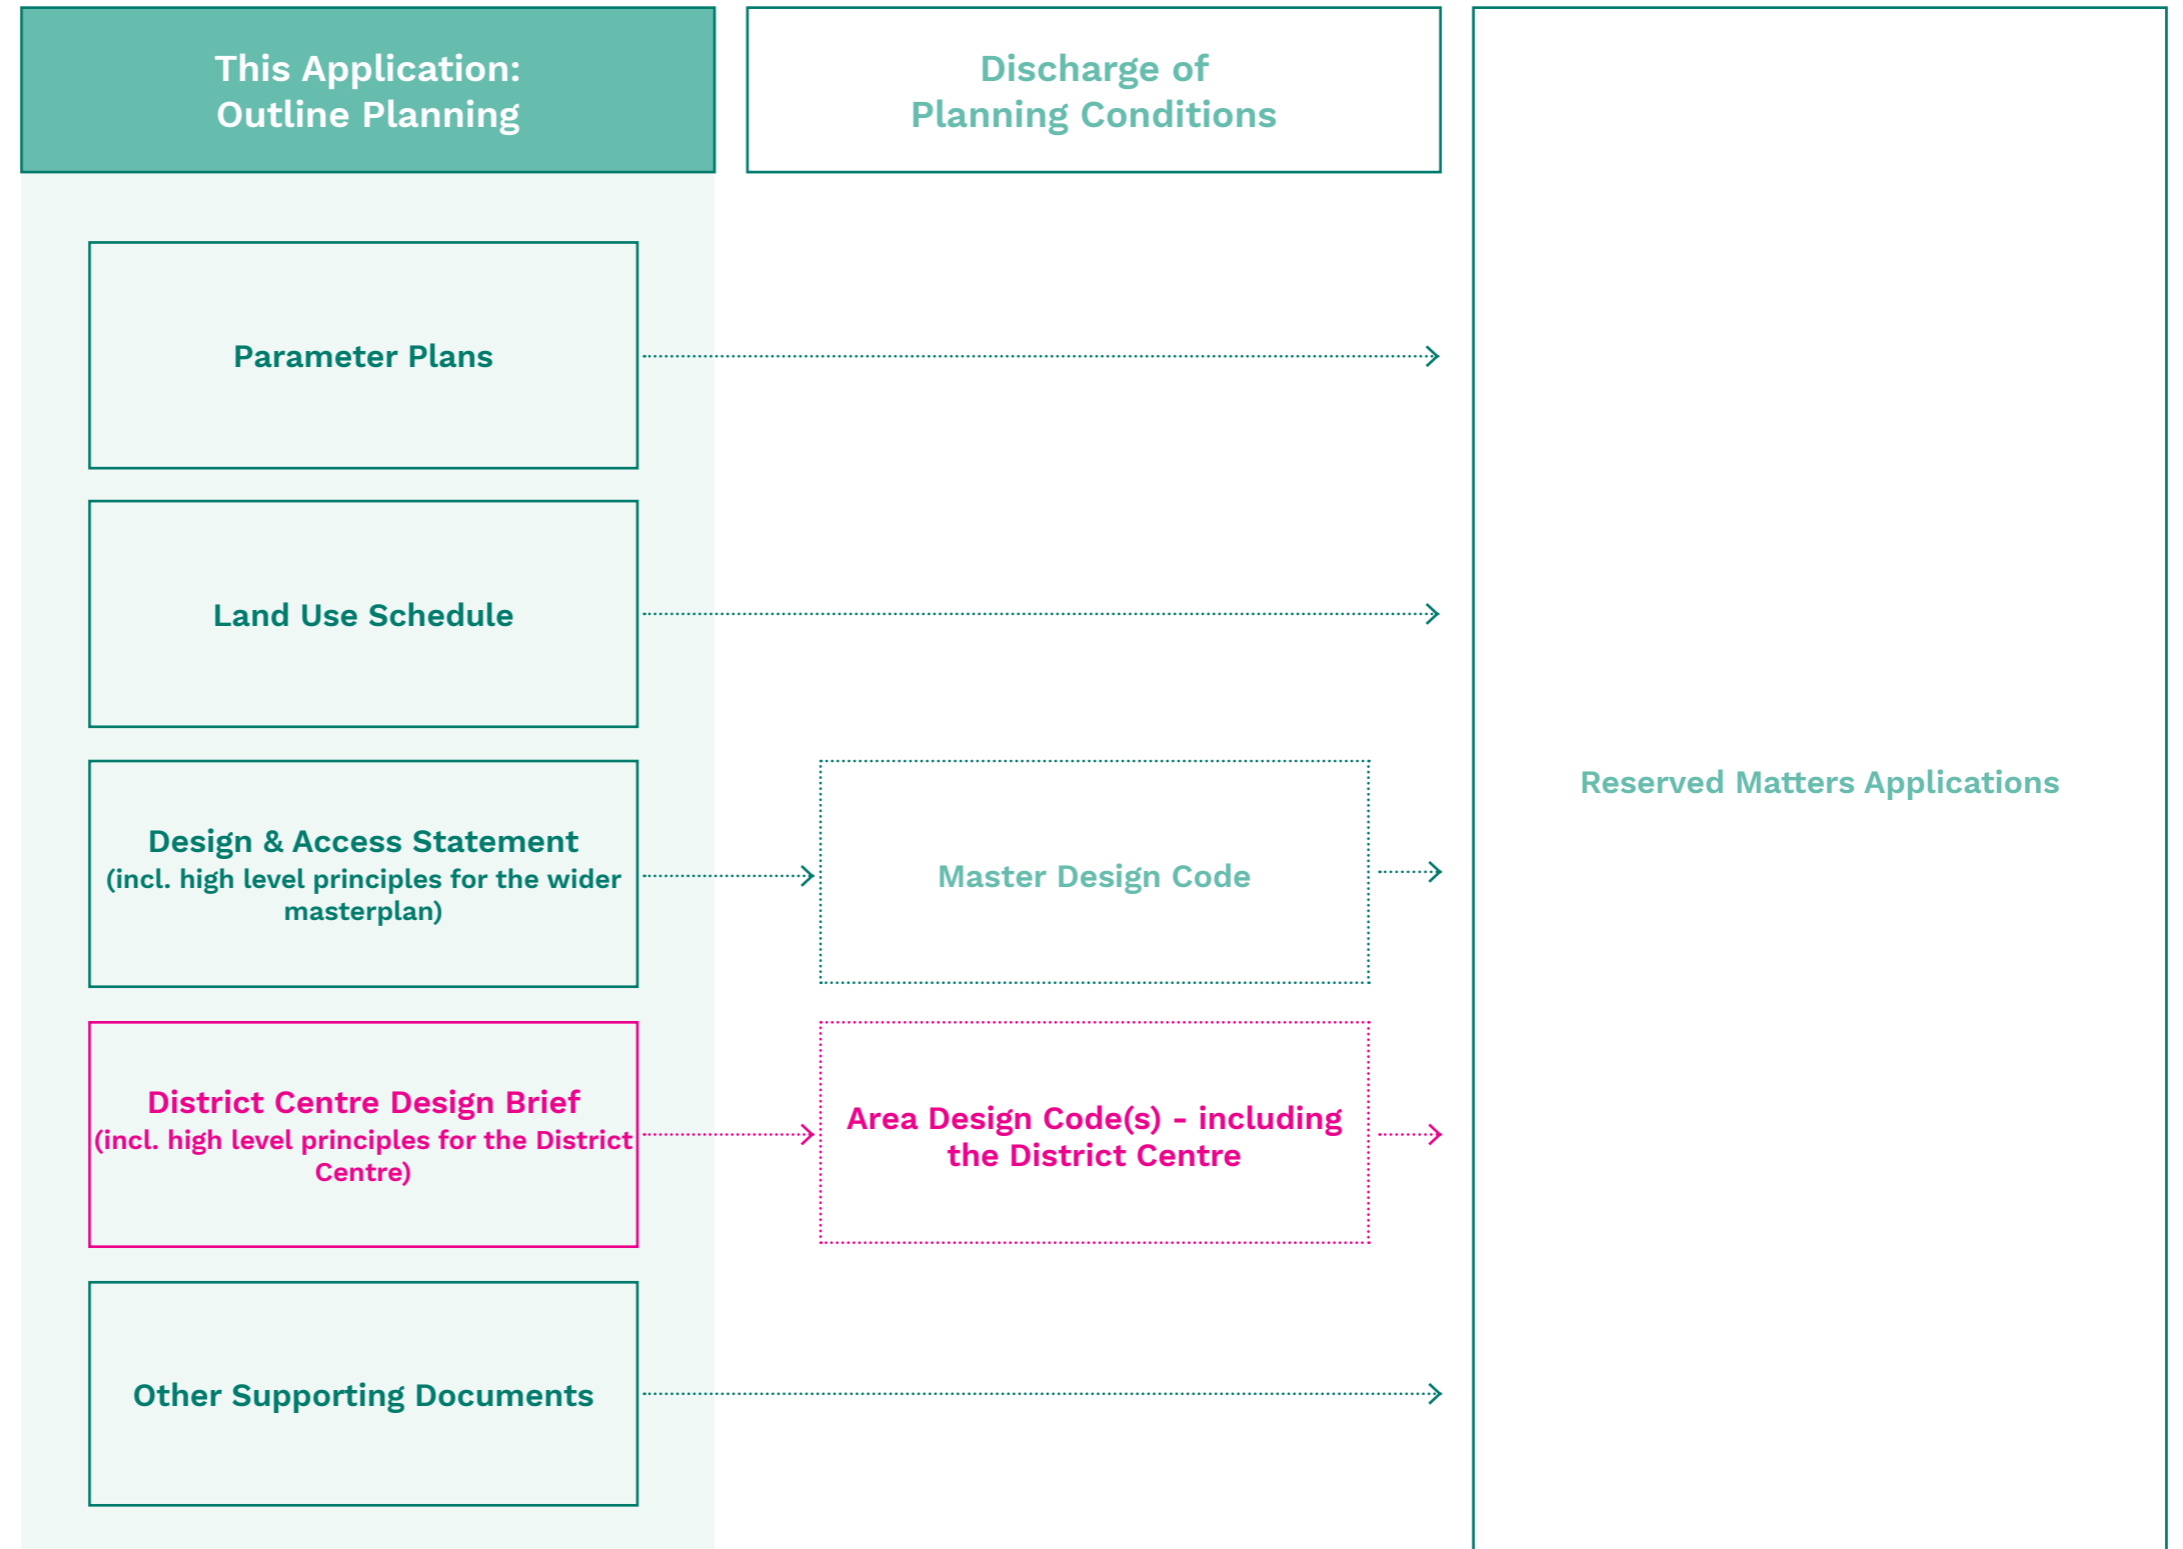 This Application:
Outline Planning
Discharge of
Planning Conditions
Parameter Plans
Land Use Schedule
Design & Access Statement
(incl. high level principles for the wider
masterplan)
Master Design Code
Reserved Matters Applications
District Centre Design Brief
(incl. high level principles for the District
Centre)
Area Design Code(s) - including
the District Centre
Other Supporting Documents